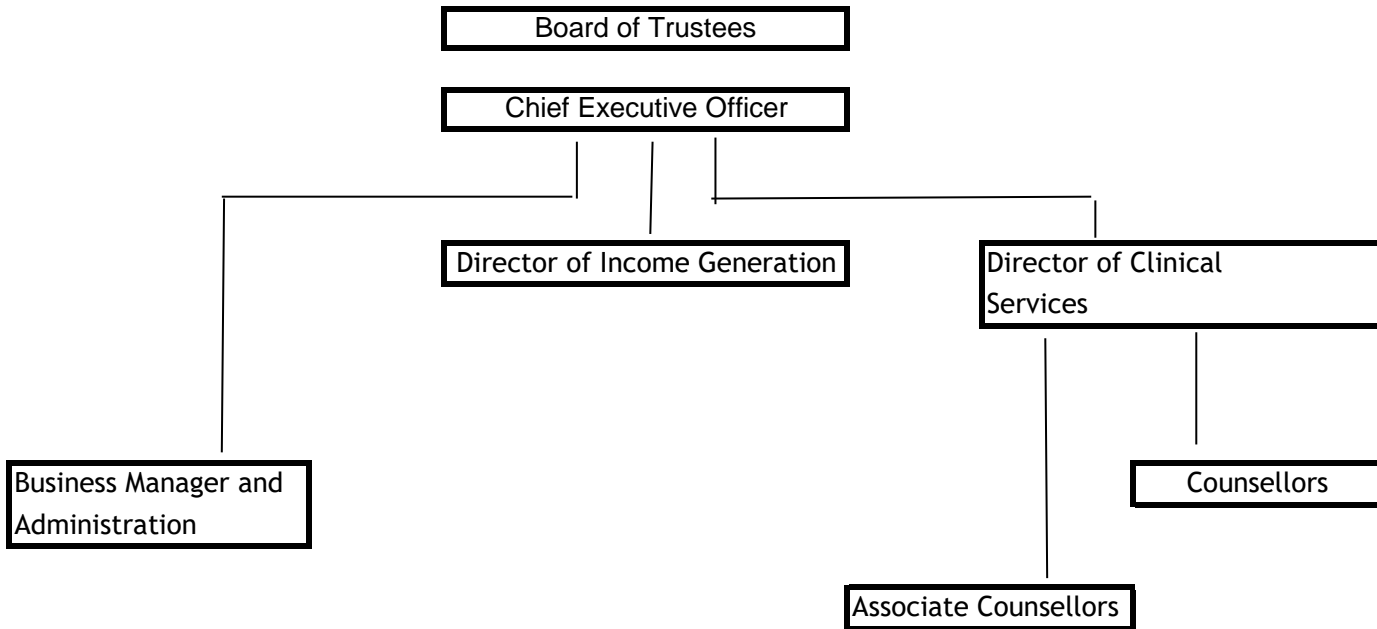 Board of Trustees
Chief Executive Officer
Director of Income Generation
Director of Clinical
Services
Business Manager and
Administration
Counsellors
Associate Counsellors